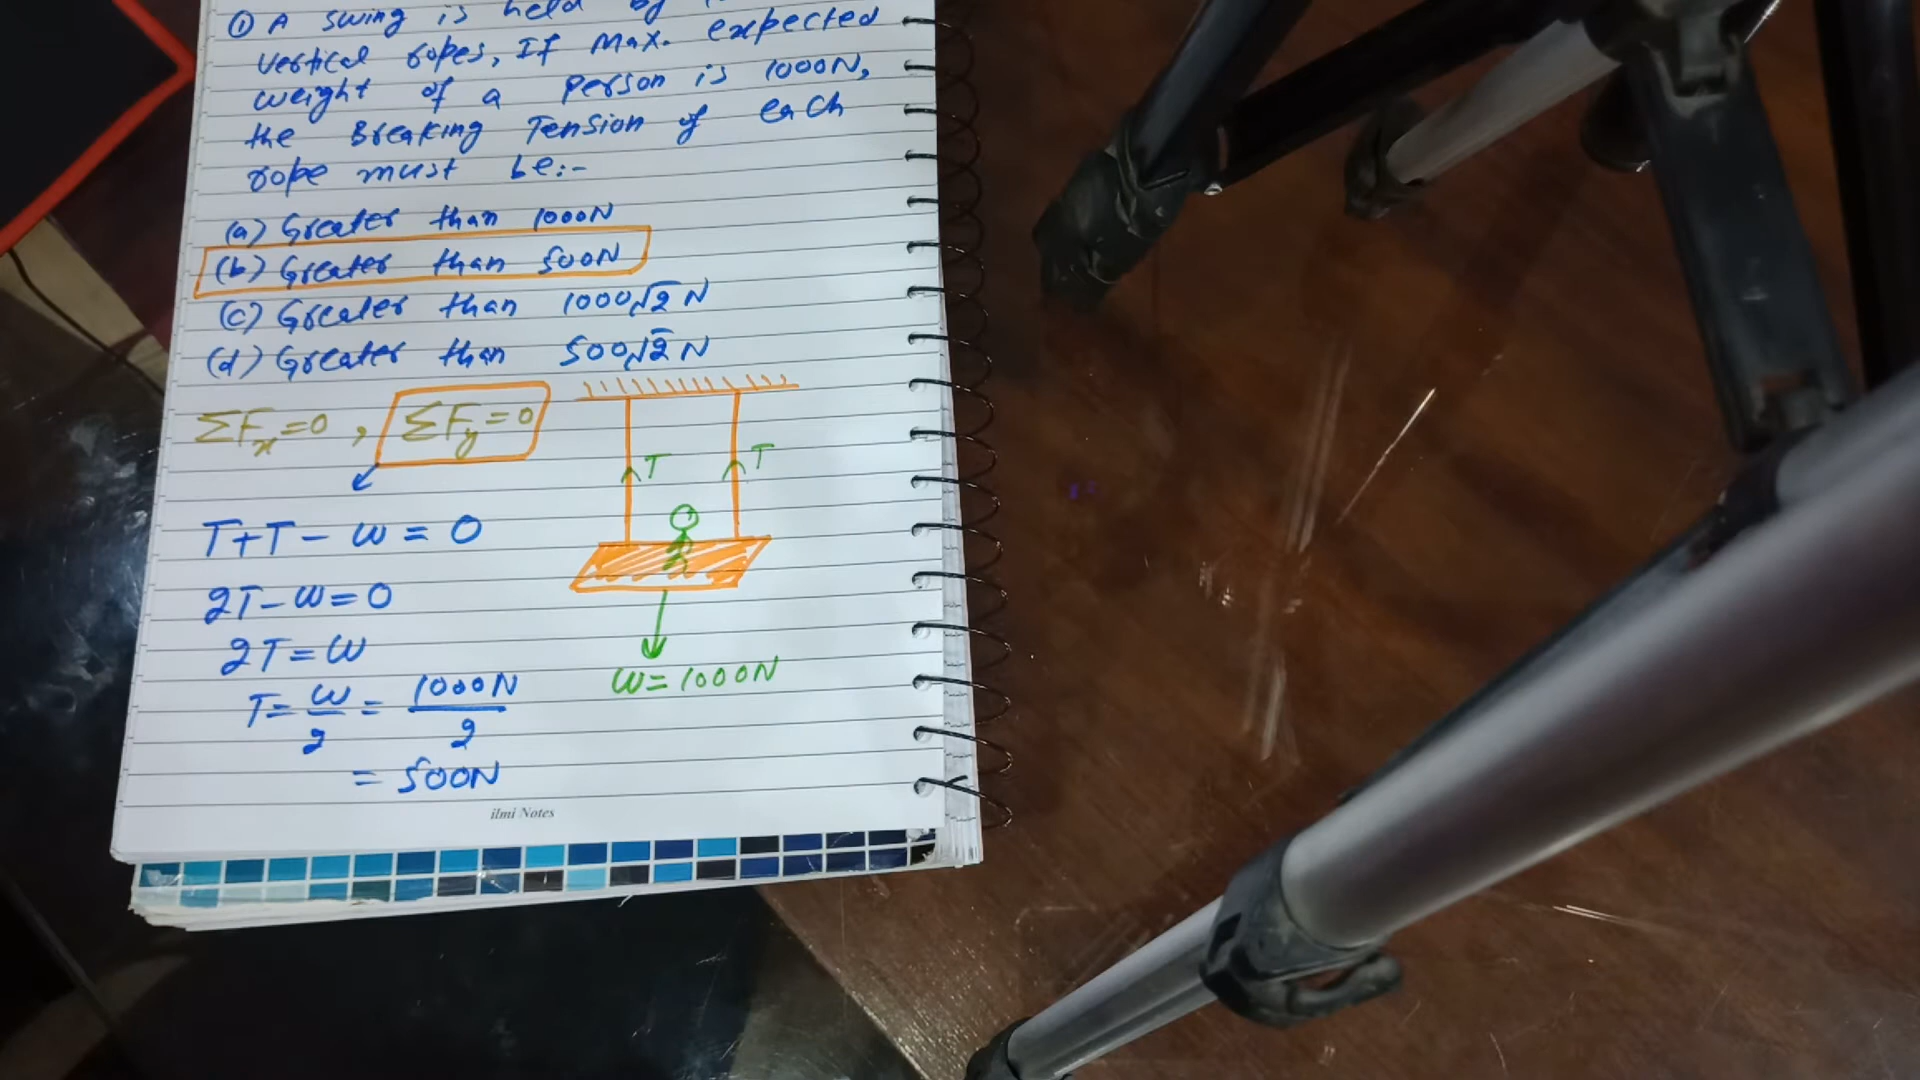 ① A swing is held by
vertical ropes, If Max. expected
weight of a person is 1000N,
the Breaking Tension of each
rope must be:-
(a) Greater than 1000N
(b) Greater than 500N
(c) Greater than 1000√2 N
(d) Greater than 500√2 N
ΣFx=0 , ΣFy=0
T T
T+T - w = 0
2T-w=0
2T=w
W=1000N
T= w/2 = 1000N/2
= 500N
ilmi Notes